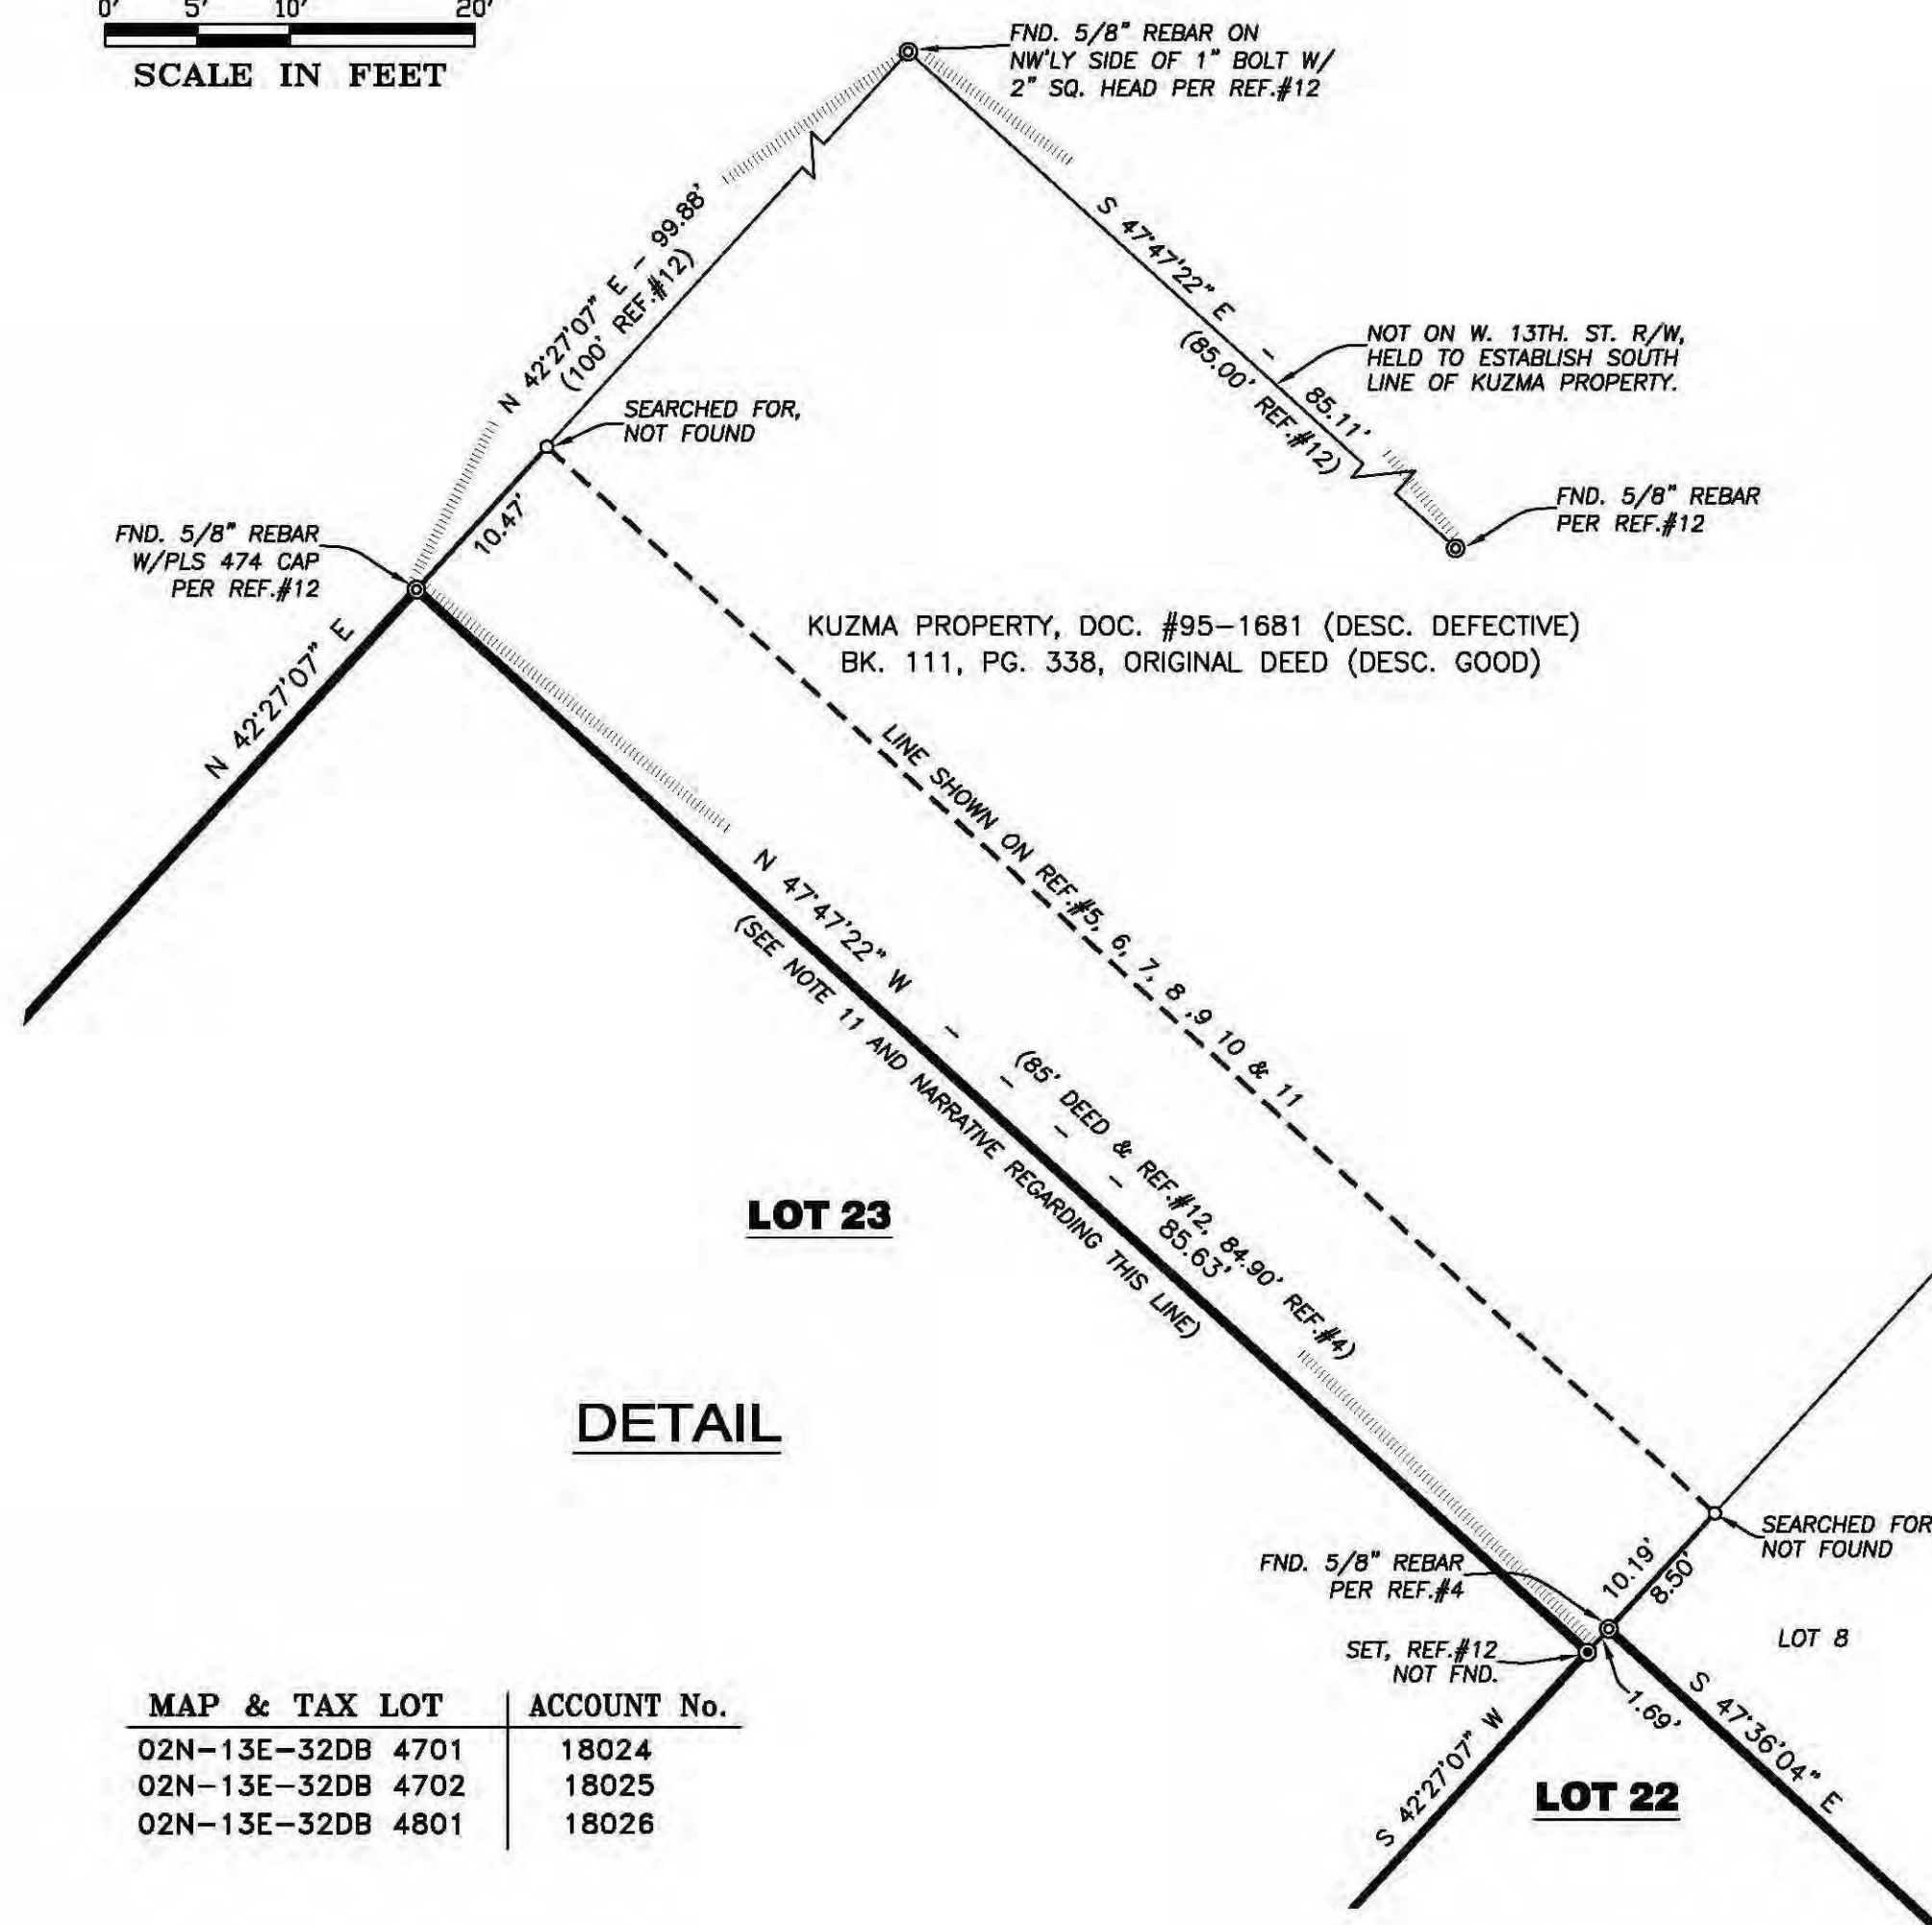 0' 5' 10' 20'
SCALE IN FEET
FND. 5/8" REBAR ON
NW'LY SIDE OF 1" BOLT W/
2" SQ. HEAD PER REF.#12
N 42°27'07" E - 99.88'
(100' REF.#12)
S 47°47'22" E - 85.11'
(85.00' REF.#12)
NOT ON W. 13TH. ST. R/W,
HELD TO ESTABLISH SOUTH
LINE OF KUZMA PROPERTY.
SEARCHED FOR,
NOT FOUND
10.47'
FND. 5/8" REBAR
W/PLS 474 CAP
PER REF.#12
FND. 5/8" REBAR
PER REF.#12
KUZMA PROPERTY, DOC. #95-1681 (DESC. DEFECTIVE)
BK. 111, PG. 338, ORIGINAL DEED (DESC. GOOD)
N 42°27'07" E
LINE SHOWN ON REF.#5, 6, 7, 8 ,9 10 & 11
N 47°47'22" W - - - - 85.63'
(85' DEED & REF.#12, 84.90' REF.#4)
(SEE NOTE 11 AND NARRATIVE REGARDING THIS LINE)
LOT 23
DETAIL
SEARCHED FOR
NOT FOUND
10.19'
8.50'
FND. 5/8" REBAR
PER REF.#4
SET, REF.#12
NOT FND.
LOT 8
1.69'
S 47°36'04" E
S 42°27'07" W
LOT 22
MAP & TAX LOT ACCOUNT No.
02N-13E-32DB 4701 18024
02N-13E-32DB 4702 18025
02N-13E-32DB 4801 18026